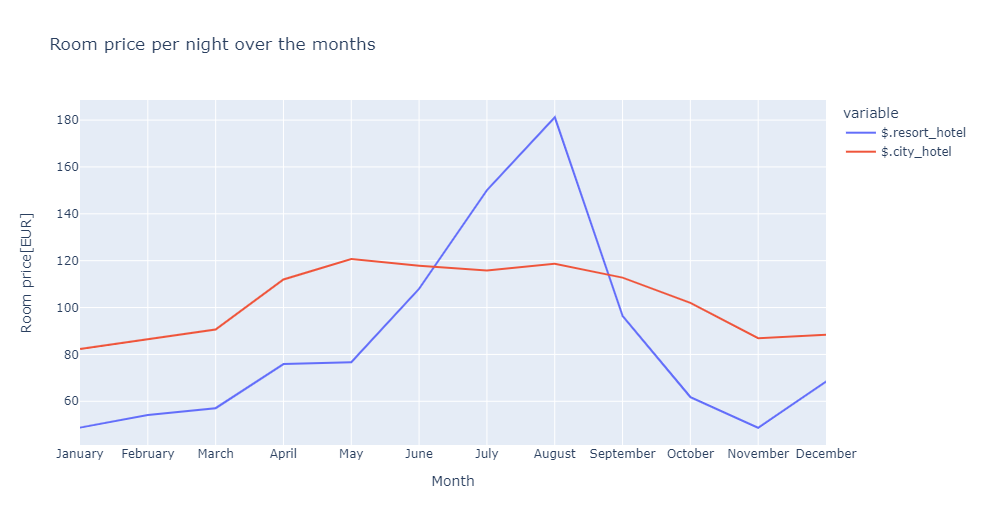 Room price per night over the months
variable
$.resort_hotel
$.city_hotel
Room price[EUR]
180
160
140
120
100
80
60
January February March April May June July August September October November December
Month